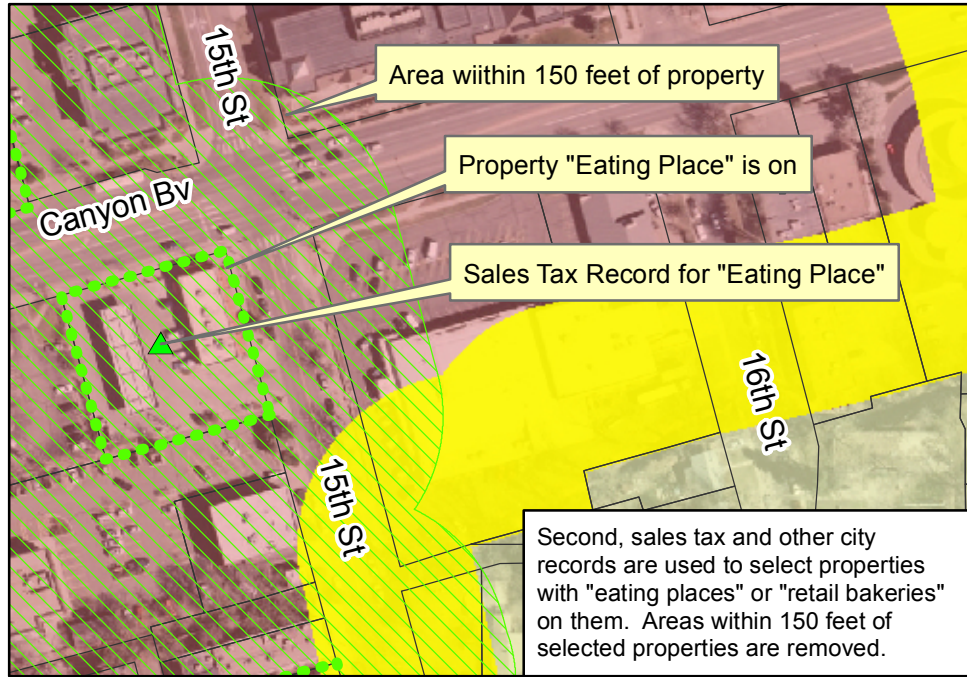 15th St
Area wiithin 150 feet of property
Property "Eating Place" is on
Canyon Bv
Sales Tax Record for "Eating Place"
16th St
15th St
Second, sales tax and other city
records are used to select properties
with "eating places" or "retail bakeries"
on them.  Areas within 150 feet of
selected properties are removed.